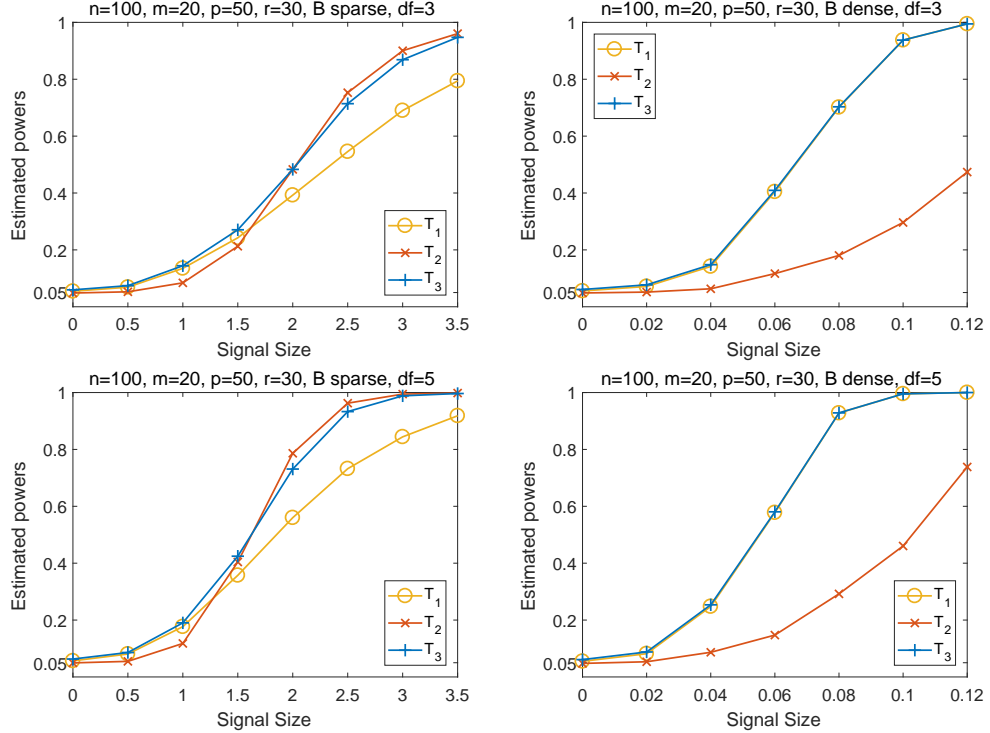 n=100, m=20, p=50, r=30, B sparse, df=3
Estimated powers
1
0.8
0.6
0.4
0.2
0.05
T1
T2
T3
0 0.5 1 1.5 2 2.5 3 3.5
Signal Size
n=100, m=20, p=50, r=30, B dense, df=3
Estimated powers
1
0.8
0.6
0.4
0.2
0.05
T1
T2
T3
0 0.02 0.04 0.06 0.08 0.1 0.12
Signal Size
n=100, m=20, p=50, r=30, B sparse, df=5
Estimated powers
1
0.8
0.6
0.4
0.2
0.05
T1
T2
T3
0 0.5 1 1.5 2 2.5 3 3.5
Signal Size
n=100, m=20, p=50, r=30, B dense, df=5
Estimated powers
1
0.8
0.6
0.4
0.2
0.05
T1
T2
T3
0 0.02 0.04 0.06 0.08 0.1 0.12
Signal Size